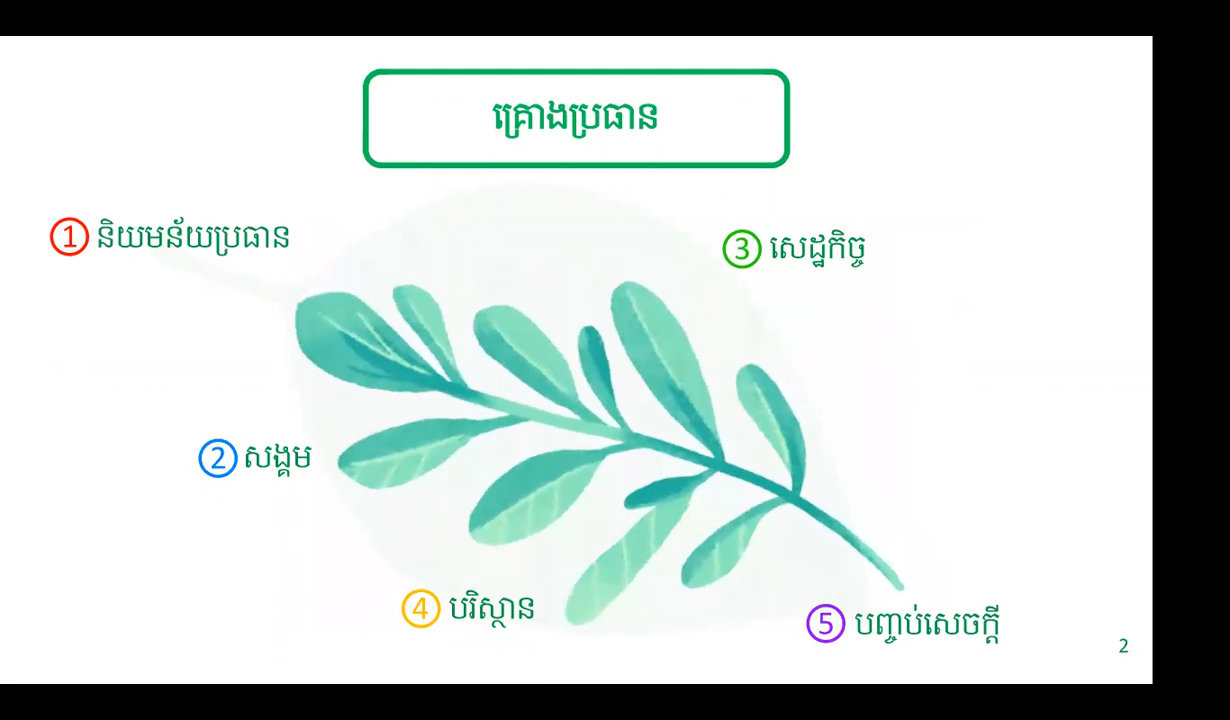 គ្រោងប្រធាន
1 និយមន័យប្រធាន
2 សង្គម
3 សេដ្ឋកិច្ច
4 បរិស្ថាន
5 បញ្ចប់សេចក្តី
2